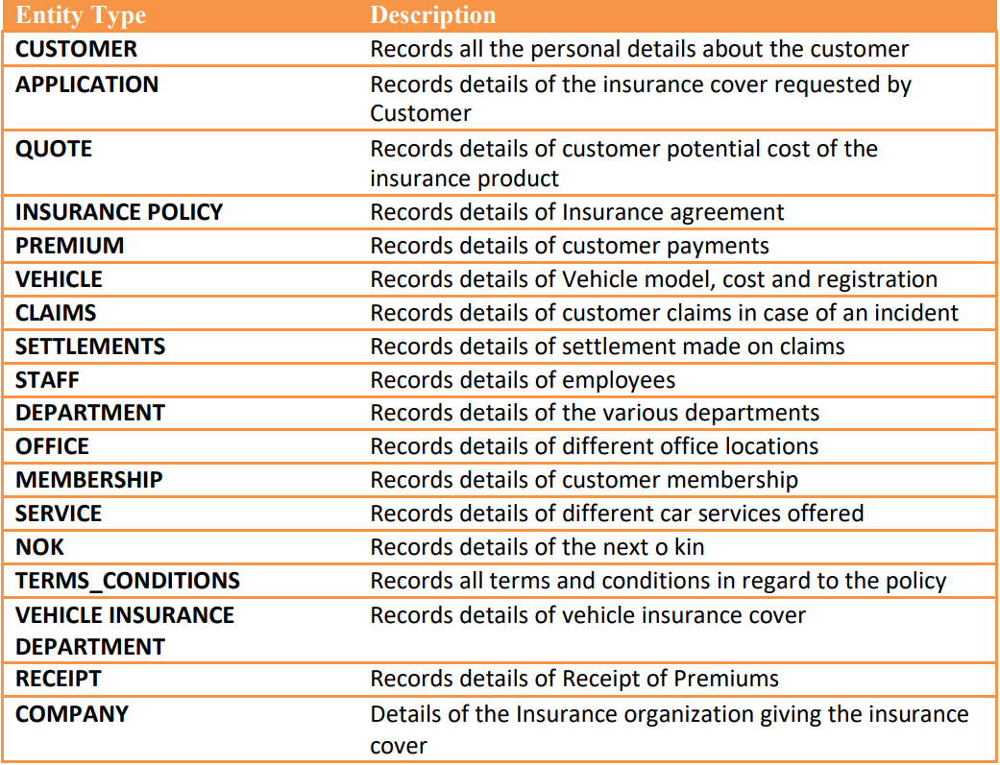 Entity Type Description
CUSTOMER Records all the personal details about the customer
APPLICATION Records details of the insurance cover requested by
Customer
QUOTE Records details of customer potential cost of the
insurance product
INSURANCE POLICY Records details of Insurance agreement
PREMIUM Records details of customer payments
VEHICLE Records details of Vehicle model, cost and registration
CLAIMS Records details of customer claims in case of an incident
SETTLEMENTS Records details of settlement made on claims
STAFF Records details of employees
DEPARTMENT Records details of the various departments
OFFICE Records details of different office locations
MEMBERSHIP Records details of customer membership
SERVICE Records details of different car services offered
NOK Records details of the next o kin
TERMS_CONDITIONS Records all terms and conditions in regard to the policy
VEHICLE INSURANCE Records details of vehicle insurance cover
DEPARTMENT
RECEIPT Records details of Receipt of Premiums
COMPANY Details of the Insurance organization giving the insurance
cover